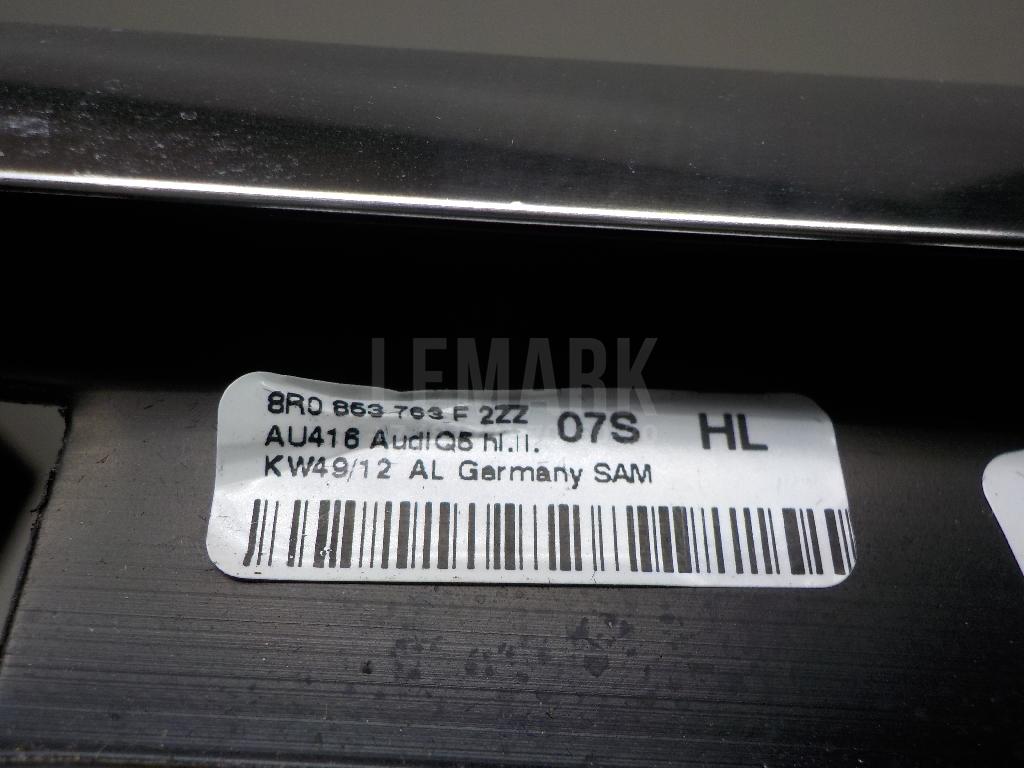 LEMARK
8R0 853 763 F 2ZZ 07S HL
AU416 Audi Q5 hl.li.
KW49/12 AL Germany SAM